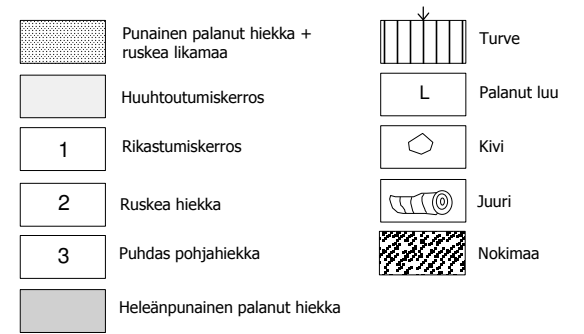 Punainen palanut hiekka +
ruskea likamaa
Huuhtoutumiskerros
1 Rikastumiskerros
2 Ruskea hiekka
3 Puhdas pohjahiekka
Heleänpunainen palanut hiekka
Turve
L Palanut luu
Kivi
Juuri
Nokimaa